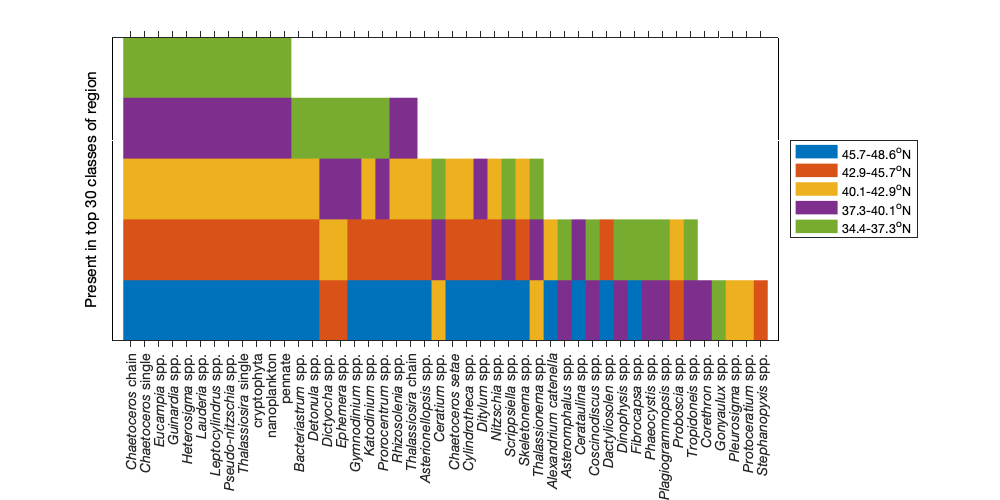 Present in top 30 classes of region
45.7-48.6°N
42.9-45.7°N
40.1-42.9°N
37.3-40.1°N
34.4-37.3°N
Chaetoceros chain
Chaetoceros single
Eucampia spp.
Guinardia spp.
Heterosigma spp.
Lauderia spp.
Leptocylindrus spp.
Pseudo-nitzschia spp.
Thalassiosira single
cryptophyta
nanoplankton
pennate
Bacteriastrum spp.
Detonula spp.
Dictyocha spp.
Ephemera spp.
Gymnodinium spp.
Katodinium spp.
Prorocentrum spp.
Rhizosolenia spp.
Thalassiosira chain
Asterionellopsis spp.
Ceratium spp.
Chaetoceros setae
Cylindrotheca spp.
Ditylum spp.
Nitzschia spp.
Scrippsiella spp.
Skeletonema spp.
Thalassionema spp.
Alexandrium catenella
Asteromphalus spp.
Cerataulina spp.
Coscinodiscus spp.
Dactyliosolen spp.
Dinophysis spp.
Fibrocapsa spp.
Phaeocystis spp.
Plagiogrammopsis spp.
Proboscia spp.
Tropidoneis spp.
Corethron spp.
Gonyaulux spp.
Pleurosigma spp.
Protoceratium spp.
Stephanopyxis spp.